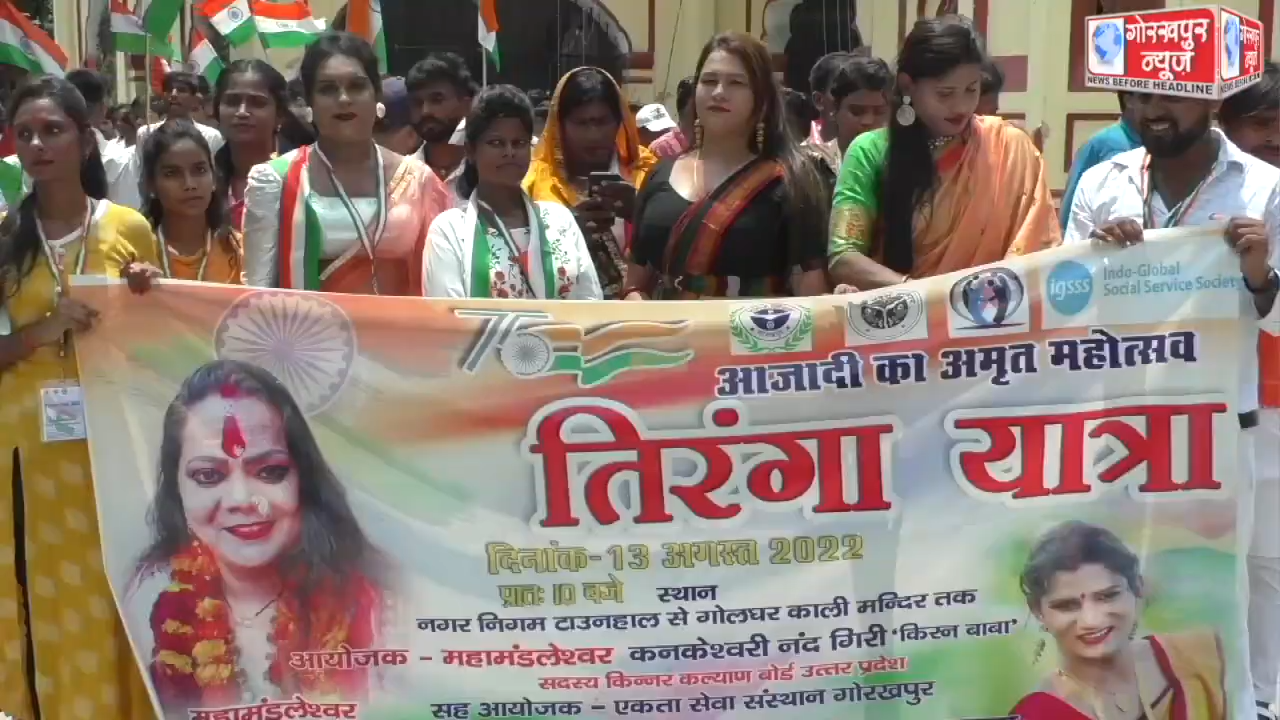 गोरखपुर
न्यूज़
NEWS BEFORE HEADLINE
igsss
Indo-Global
Social Service Society
75
आजादी का अमृत महोत्सव
तिरंगा यात्रा
दिनांक-13 अगस्त 2022
प्रातः 10 बजे स्थान
नगर निगम टाउनहाल से गोलघर काली मन्दिर तक
आयोजक - महामंडलेश्वर कनकेश्वरी नंद गिरी 'किरन बाबा'
सदस्य किन्नर कल्याण बोर्ड उत्तर प्रदेश
सह आयोजक - एकता सेवा संस्थान गोरखपुर
महामंडलेश्वर